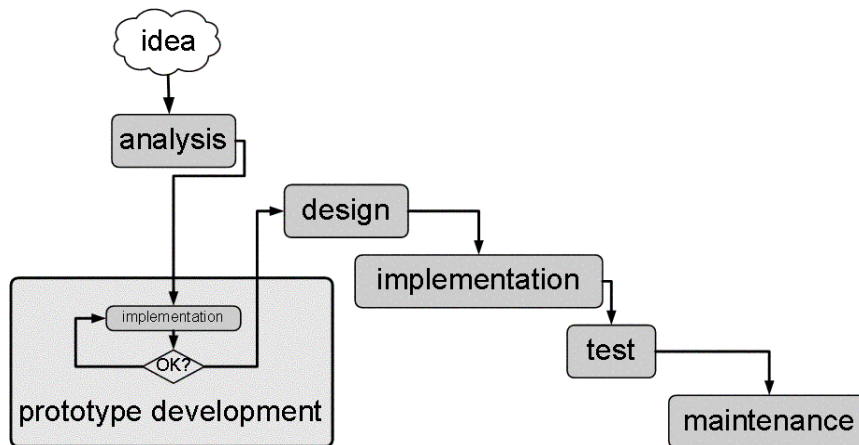 idea
analysis
design
implementation
implementation
OK?
prototype development
test
maintenance